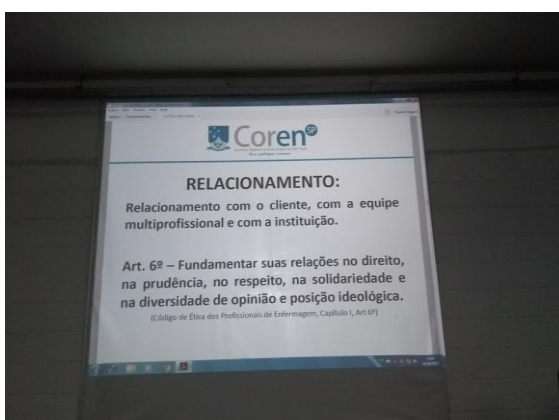 Coren SP
RELACIONAMENTO:
Relacionamento com o cliente, com a equipe
multiprofissional e com a instituição.
Art. 6º – Fundamentar suas relações no direito,
na prudência, no respeito, na solidariedade e
na diversidade de opinião e posição ideológica.
(Código de Ética dos Profissionais de Enfermagem, Capítulo I, Art 6º)